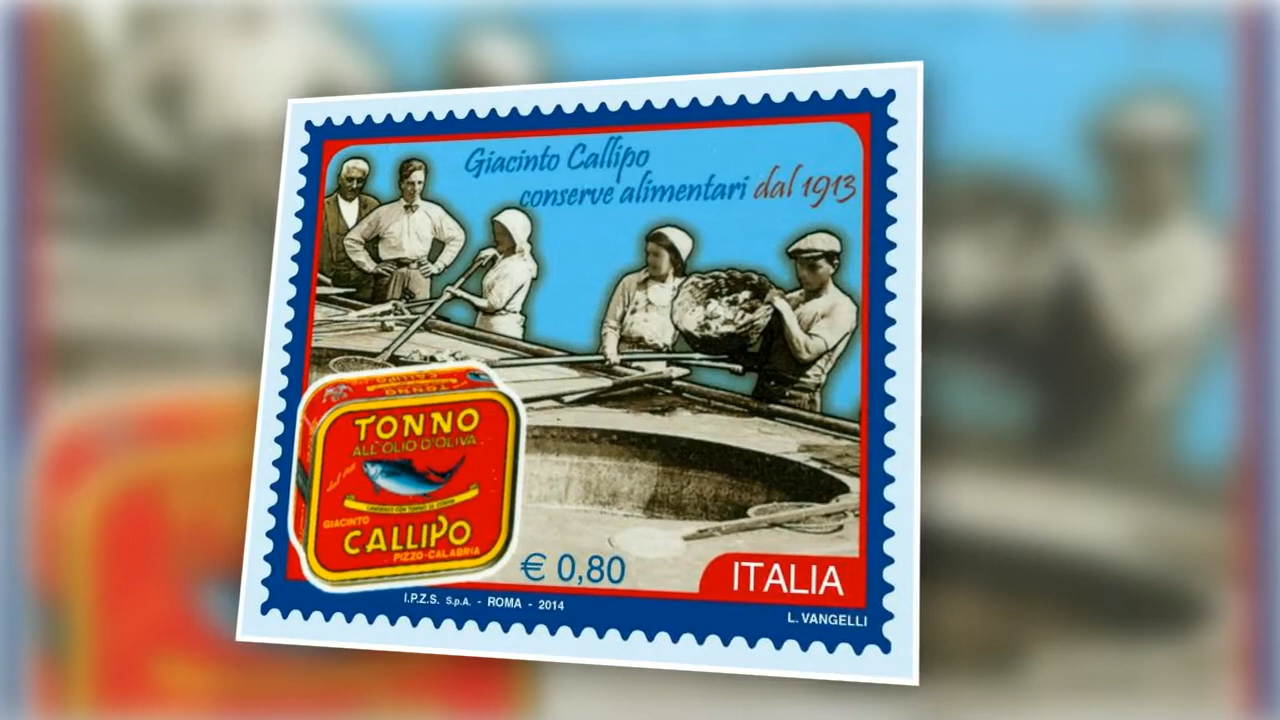 Giacinto Callipo
conserve alimentari dal 1913
TONNO
ALL'OLIO D'OLIVA
GIACINTO
CALLIPO
PIZZO-CALABRIA
€ 0,80
ITALIA
I.P.Z.S. S.p.A. - ROMA - 2014
L. VANGELLI